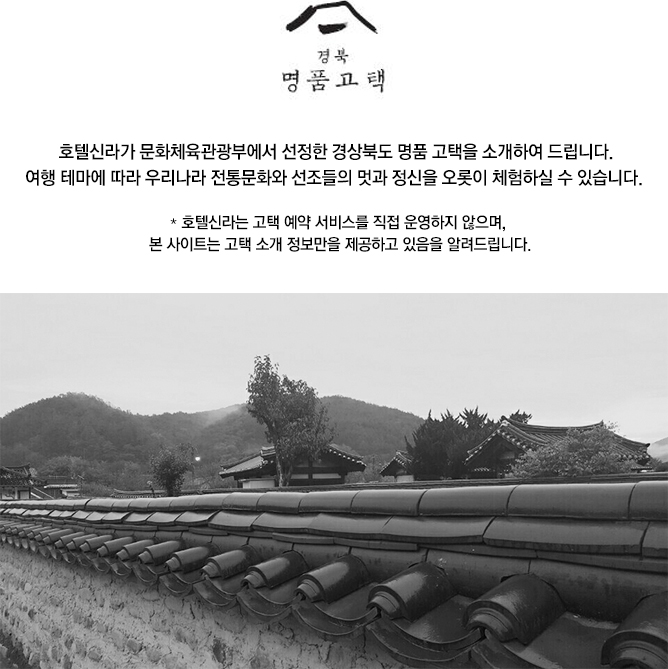 경북
명품고택
호텔신라가 문화체육관광부에서 선정한 경상북도 명품 고택을 소개하여 드립니다.
여행 테마에 따라 우리나라 전통문화와 선조들의 멋과 정신을 오롯이 체험하실 수 있습니다.
* 호텔신라는 고택 예약 서비스를 직접 운영하지 않으며,
본 사이트는 고택 소개 정보만을 제공하고 있음을 알려드립니다.